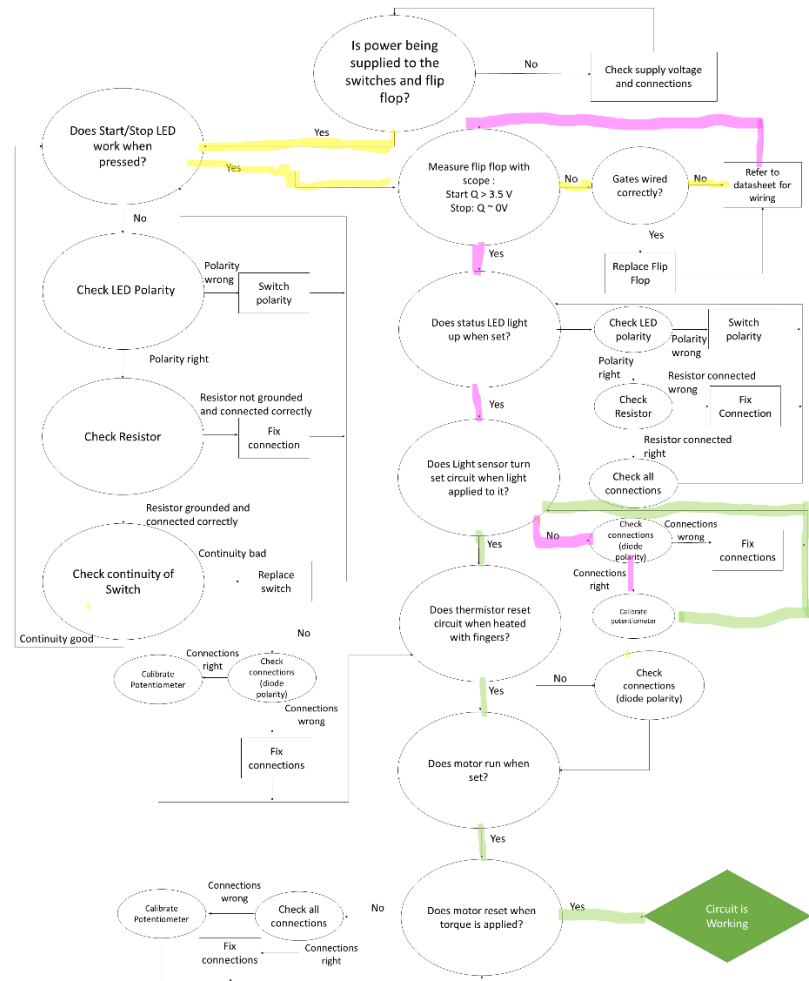 Is power being
supplied to the
switches and flip
flop?
No
Check supply voltage
and connections
Yes
Does Start/Stop LED
work when
pressed?
Yes
Measure flip flop with
scope :
Start Q > 3.5 V
Stop: Q ~ 0V
No
Gates wired
correctly?
No
Refer to
datasheet for
wiring
No
Yes
Yes
Replace Flip
Flop
Check LED Polarity
Polarity
wrong
Switch
polarity
Does status LED light
up when set?
Check LED
polarity
Polarity
wrong
Switch
polarity
Polarity right
Polarity
right
Resistor connected
wrong
Yes
Check
Resistor
Fix
Connection
Resistor not grounded
and connected correctly
Check Resistor
Fix
connection
Resistor connected
right
Does Light sensor turn
set circuit when light
applied to it?
Check all
connections
Resistor grounded and
connected correctly
Yes
No
Check
connections
(diode
polarity)
Connections
wrong
Fix
connections
Continuity bad
Check continuity of
Switch
Replace
switch
Connections
right
Does thermistor reset
circuit when heated
with fingers?
Calibrate
potentiometer
Continuity good
No
Connections
right
Calibrate
Potentiometer
Check
connections
(diode
polarity)
Yes
No
Check
connections
(diode polarity)
Connections
wrong
Fix
connections
Does motor run when
set?
Yes
Connections
wrong
Calibrate
Potentiometer
Check all
connections
No
Does motor reset when
torque is applied?
Yes
Circuit is
Working
Fix
connections
Connections
right